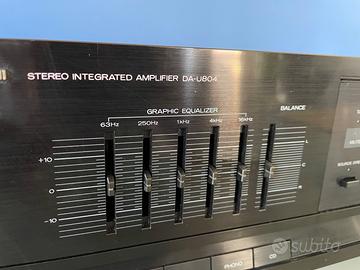 STEREO INTEGRATED AMPLIFIER DA-U804
GRAPHIC EQUALIZER
BALANCE
63Hz 250Hz 1kHz 4kHz 16kHz
+10
L
0
C
-10
R
PHONO
CD
subito